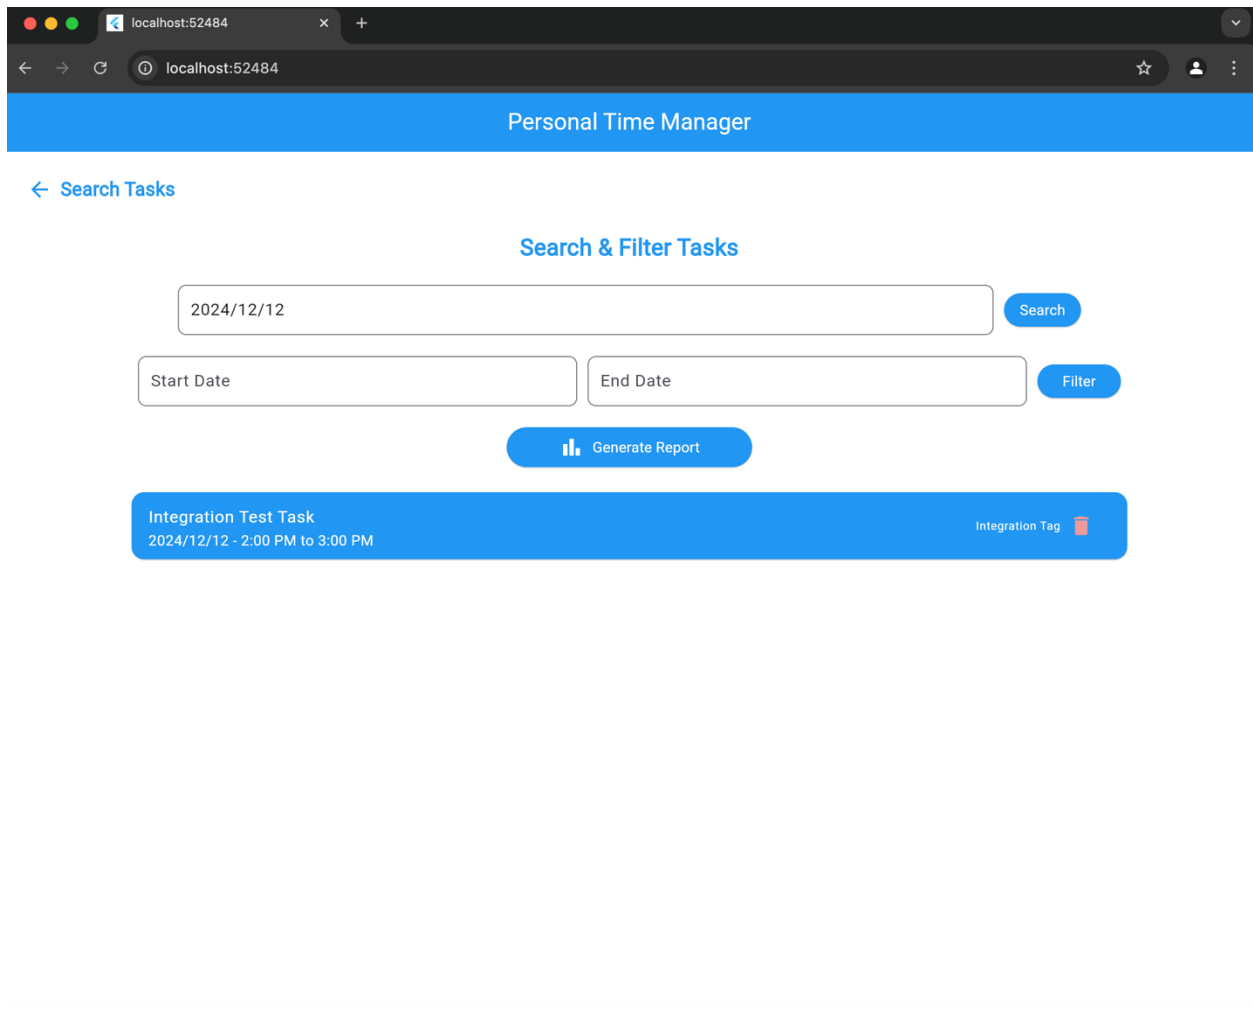 localhost:52484
localhost:52484
Personal Time Manager
Search Tasks
Search & Filter Tasks
2024/12/12
Search
Start Date
End Date
Filter
Generate Report
Integration Test Task
2024/12/12 - 2:00 PM to 3:00 PM
Integration Tag